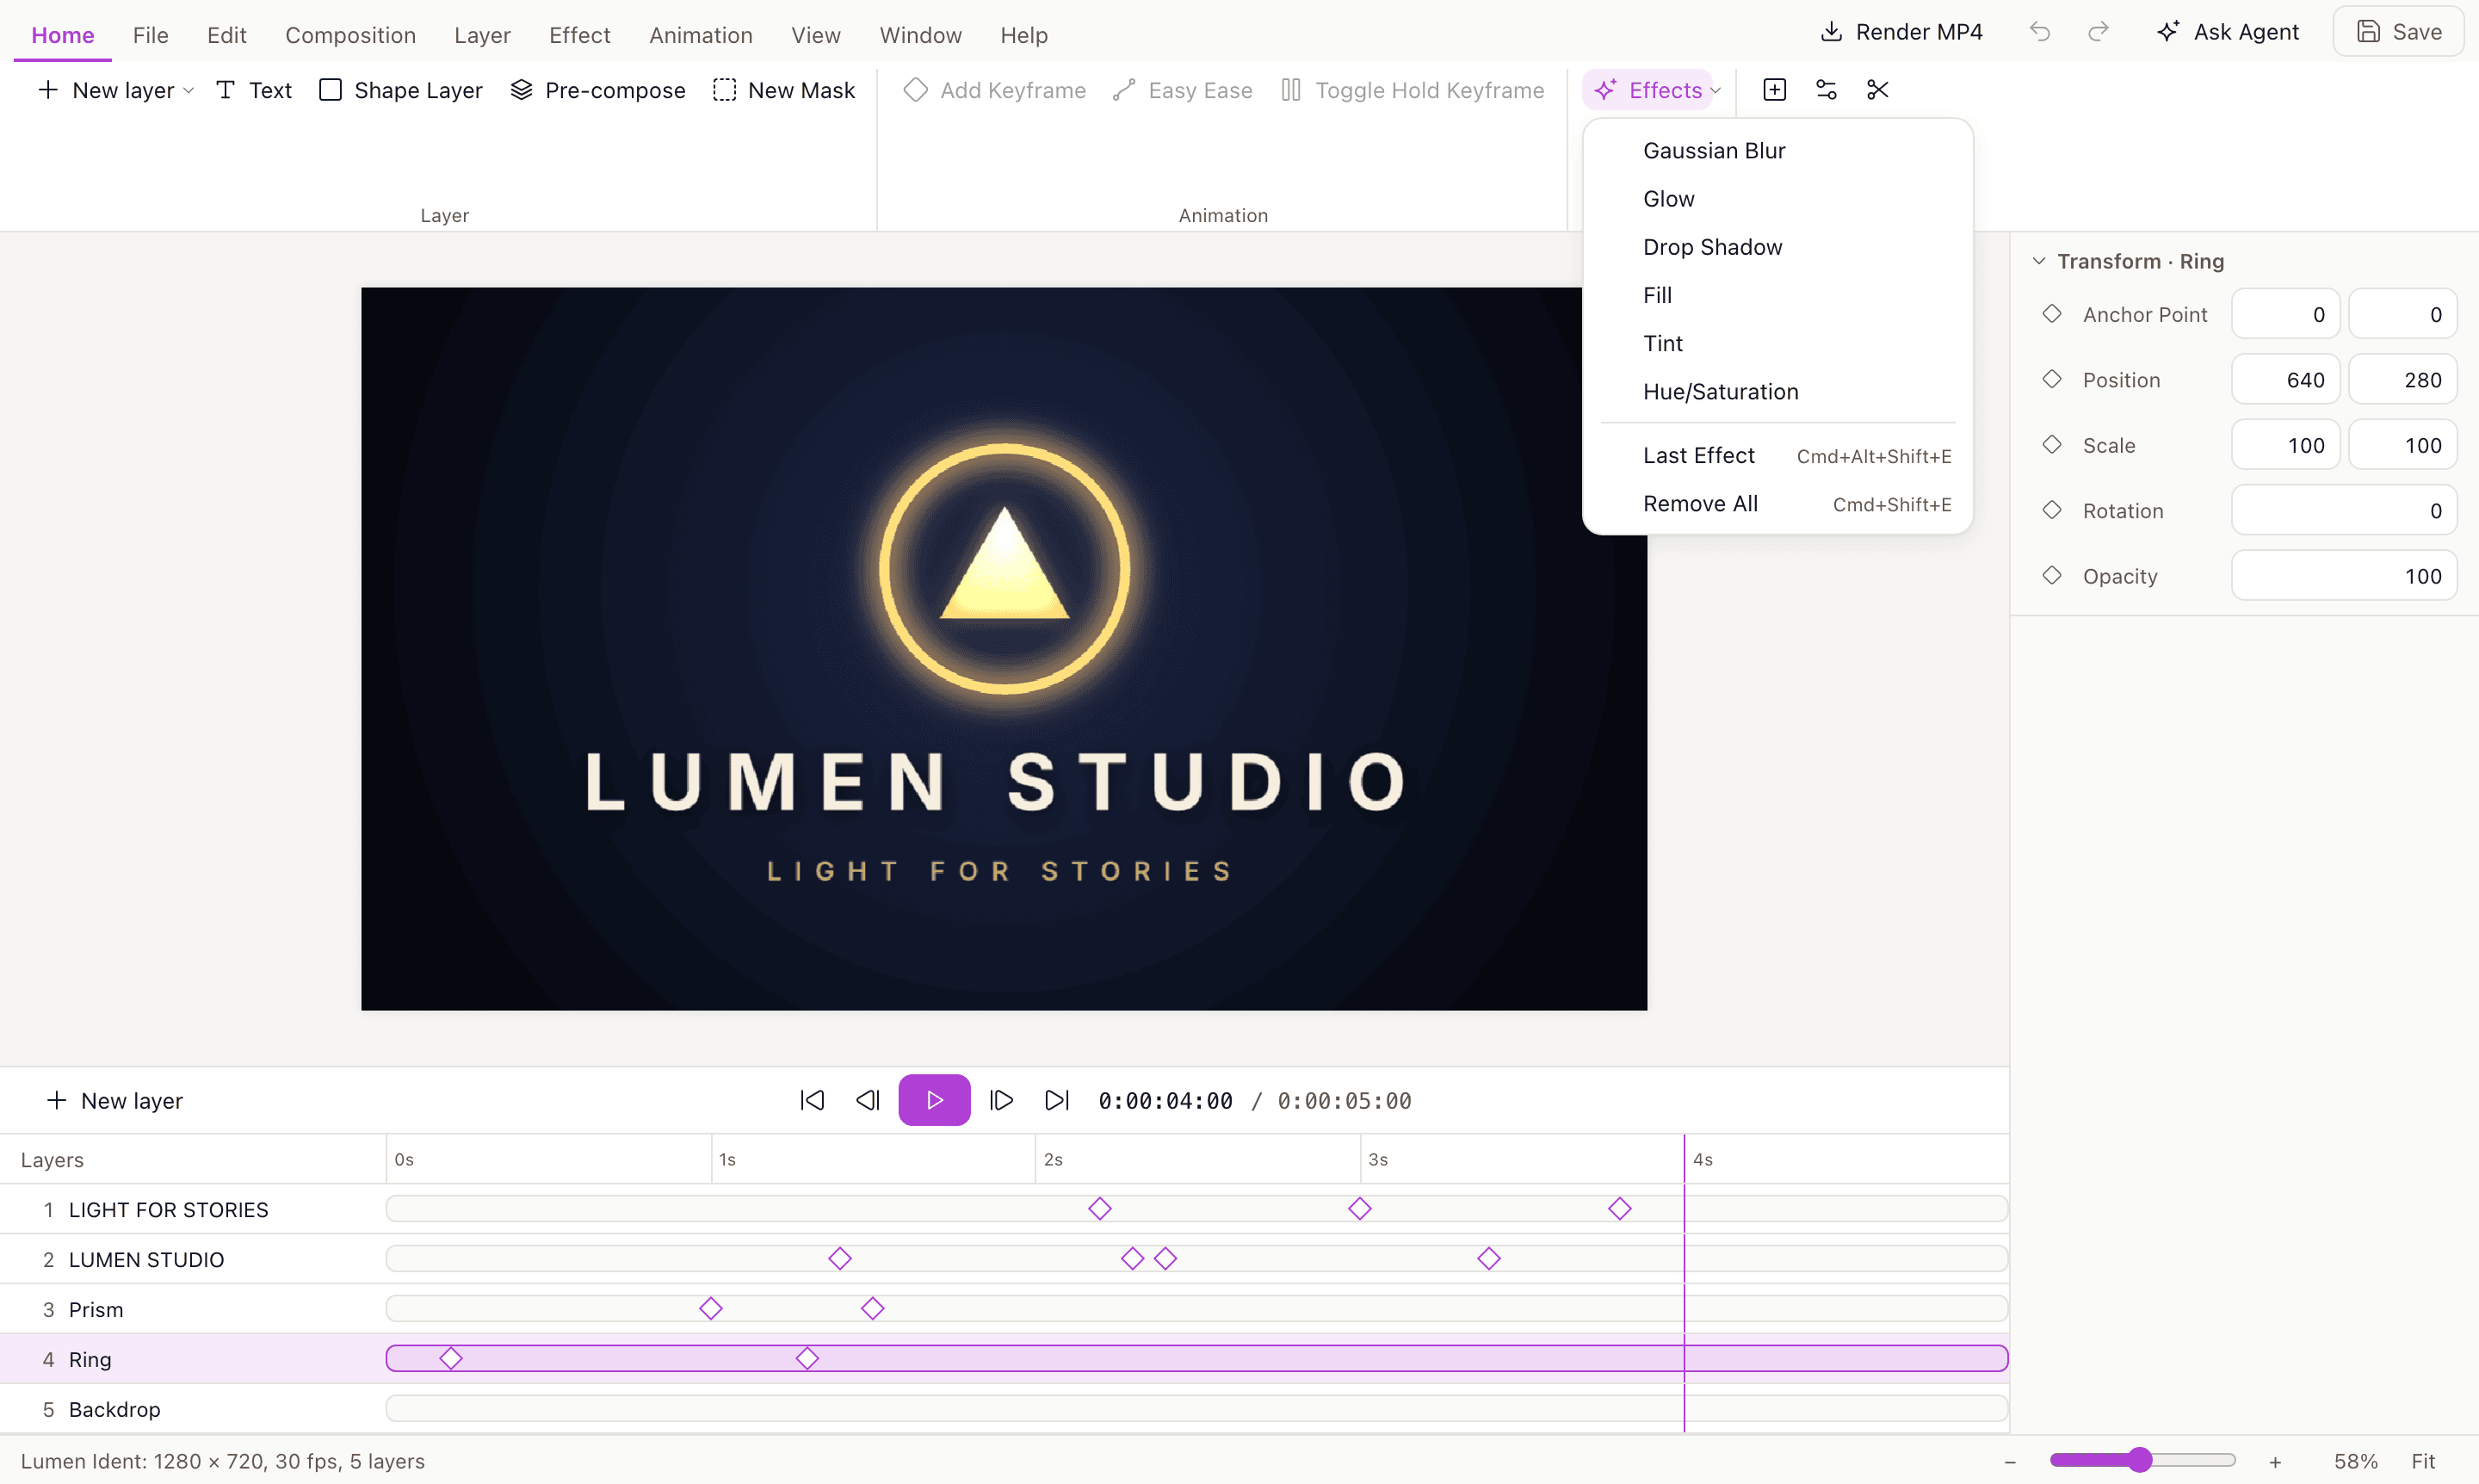 Home File Edit Composition Layer Effect Animation View Window Help Render MP4 Ask Agent Save
New layer Text Shape Layer Pre-compose New Mask Add Keyframe Easy Ease Toggle Hold Keyframe Effects
Layer Animation
Gaussian Blur
Glow
Drop Shadow
Fill
Tint
Hue/Saturation
Last Effect Cmd+Alt+Shift+E
Remove All Cmd+Shift+E
Transform · Ring
Anchor Point 0 0
Position 640 280
Scale 100 100
Rotation 0
Opacity 100
LUMEN STUDIO
LIGHT FOR STORIES
New layer 0:00:04:00 / 0:00:05:00
Layers 0s 1s 2s 3s 4s
1 LIGHT FOR STORIES
2 LUMEN STUDIO
3 Prism
4 Ring
5 Backdrop
Lumen Ident: 1280 × 720, 30 fps, 5 layers − + 58% Fit